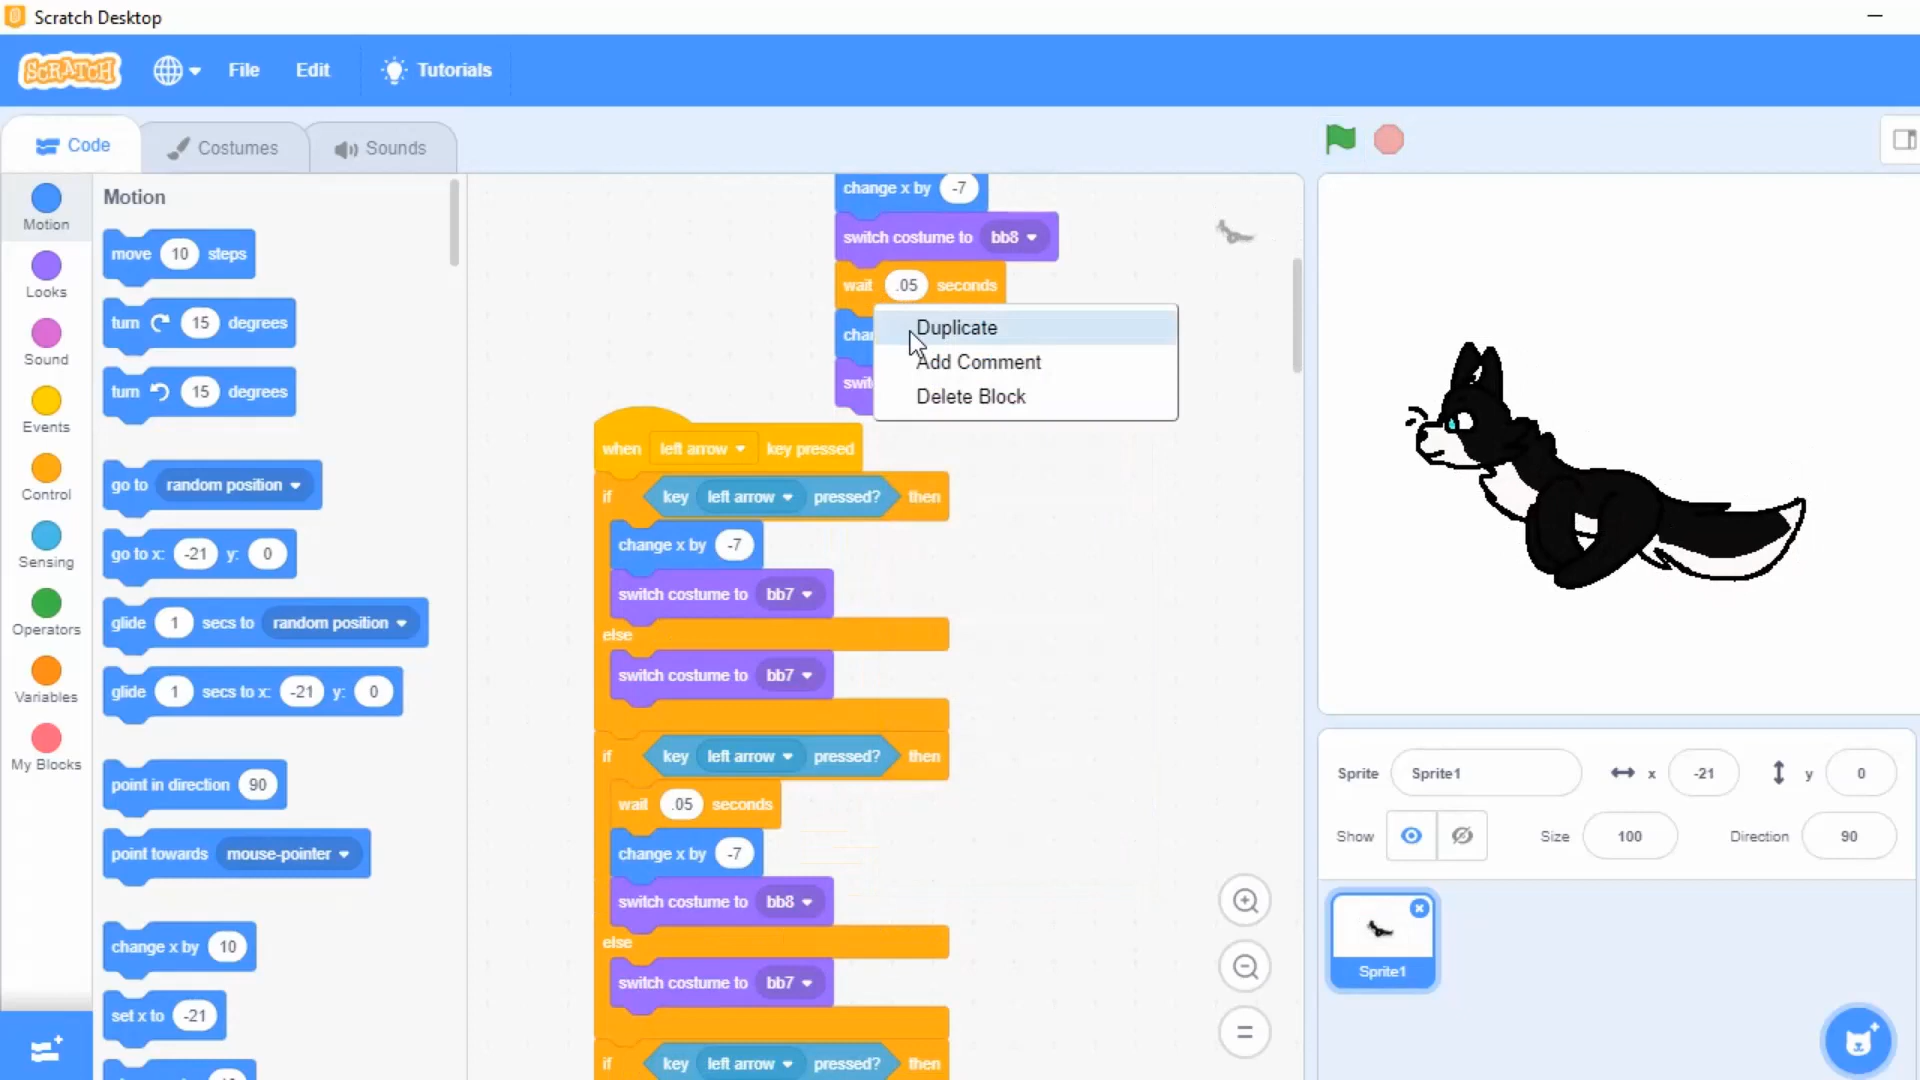 Scratch Desktop
SCRATCH
File
Edit
Tutorials
Code
Costumes
Sounds
Motion
Looks
Sound
Events
Control
Sensing
Operators
Variables
My Blocks
Motion
move 10 steps
turn 15 degrees
turn 15 degrees
go to random position
go to x: -21 y: 0
glide 1 secs to random position
glide 1 secs to x: -21 y: 0
point in direction 90
point towards mouse-pointer
change x by 10
set x to -21
change x by -7
switch costume to bb8
wait .05 seconds
Duplicate
Add Comment
Delete Block
when left arrow key pressed
if key left arrow pressed? then
change x by -7
switch costume to bb7
else
switch costume to bb7
if key left arrow pressed? then
wait .05 seconds
change x by -7
switch costume to bb8
else
switch costume to bb7
if key left arrow pressed? then
Sprite Sprite1 x -21 y 0
Show Size 100 Direction 90
Sprite1